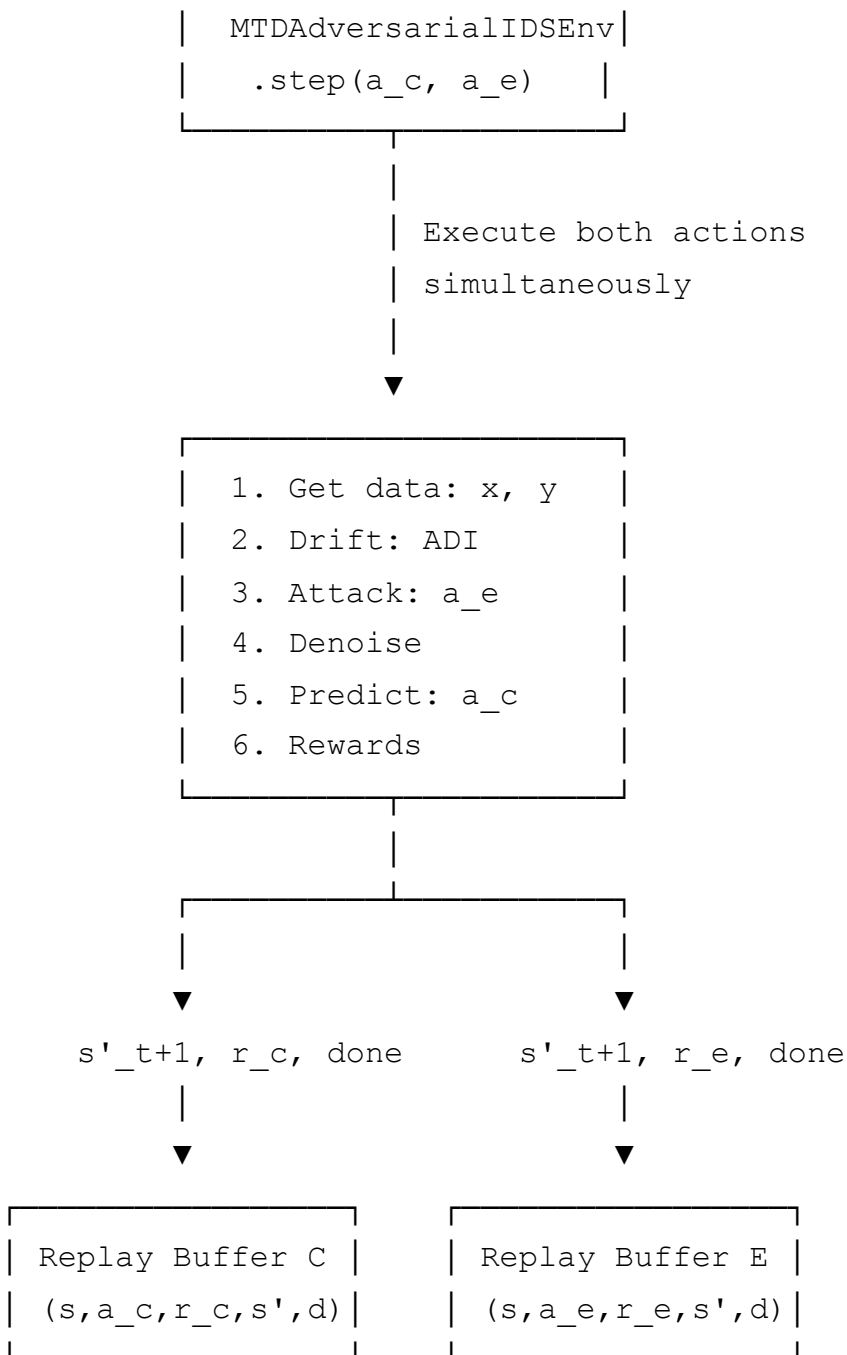 MTDAdversarialIDSEnv
.step(a_c, a_e)
Execute both actions
simultaneously
1. Get data: x, y
2. Drift: ADI
3. Attack: a_e
4. Denoise
5. Predict: a_c
6. Rewards
s'_t+1, r_c, done s'_t+1, r_e, done
Replay Buffer C Replay Buffer E
(s,a_c,r_c,s',d) (s,a_e,r_e,s',d)